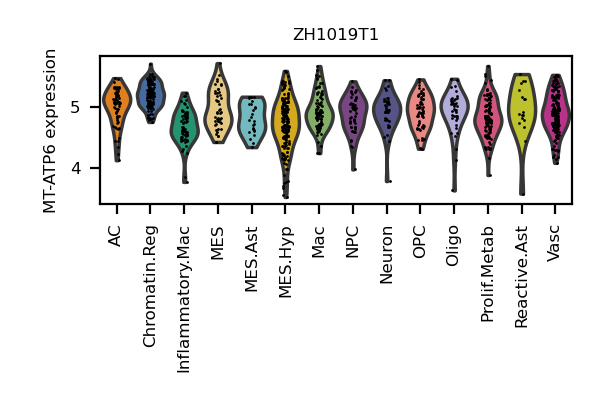 ZH1019T1
MT-ATP6 expression
5
4
AC
Chromatin.Reg
Inflammatory.Mac
MES
MES.Ast
MES.Hyp
Mac
NPC
Neuron
OPC
Oligo
Prolif.Metab
Reactive.Ast
Vasc